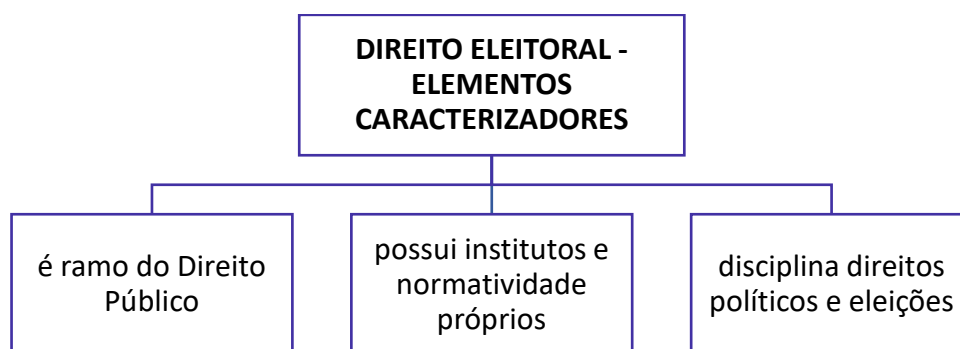 DIREITO ELEITORAL -
ELEMENTOS
CARACTERIZADORES
é ramo do Direito
Público
possui institutos e
normatividade
próprios
disciplina direitos
políticos e eleições